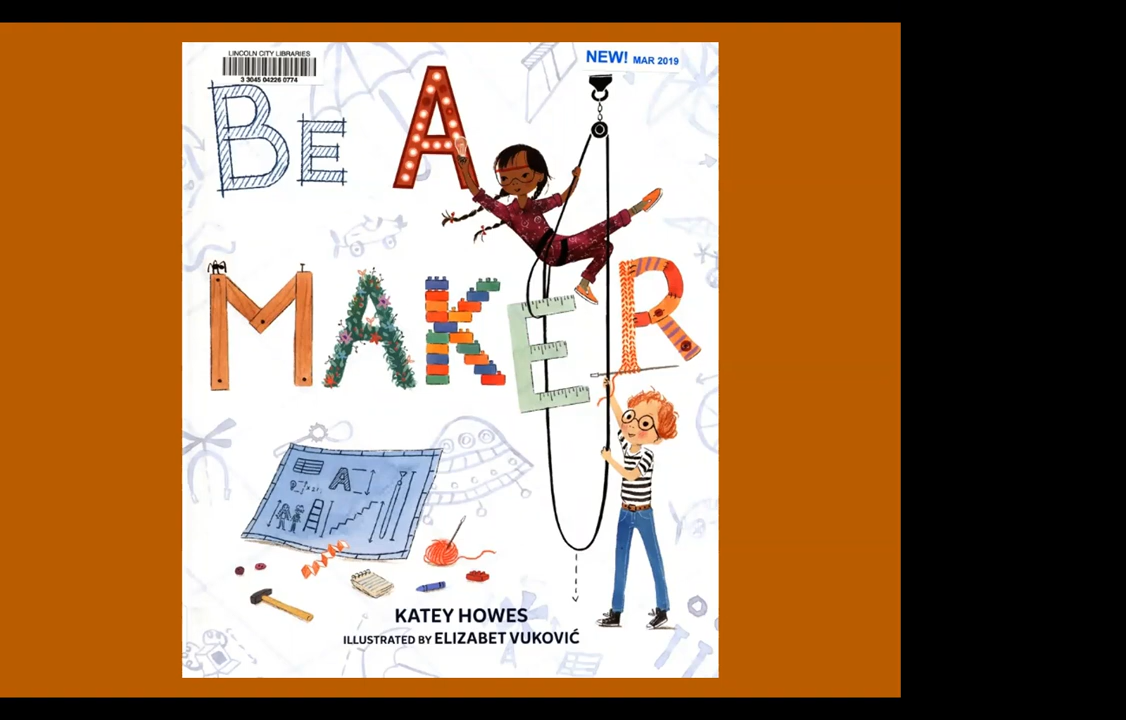 LINCOLN CITY LIBRARIES
3 3045 04226 0774
NEW! MAR 2019
BE A
MAKER
KATEY HOWES
ILLUSTRATED BY ELIZABET VUKOVIĆ